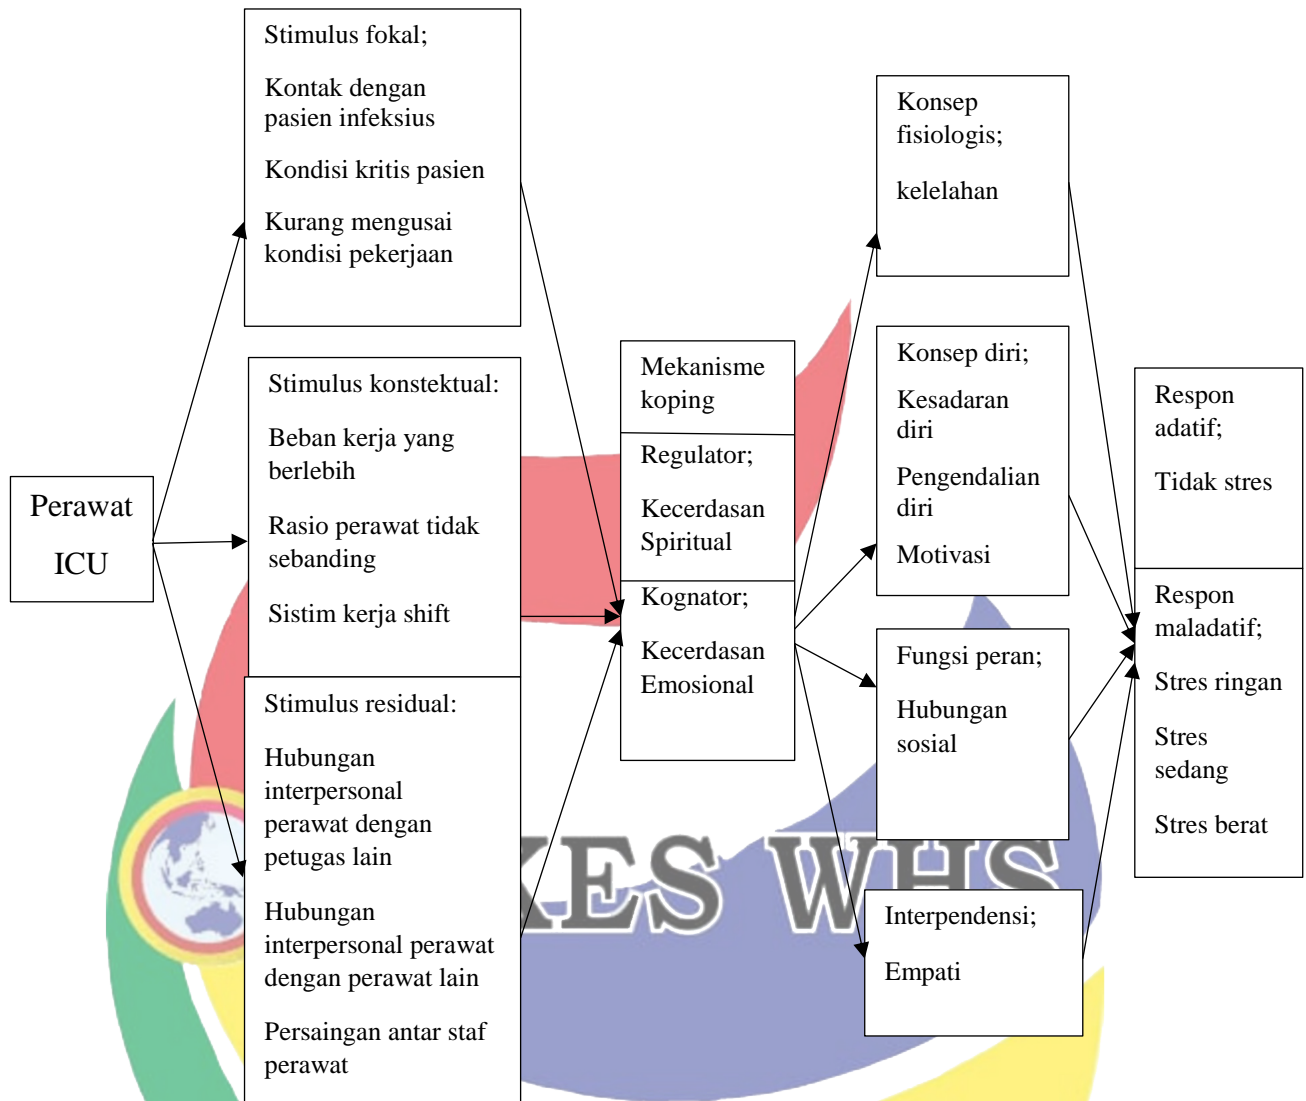 Perawat
ICU
Stimulus fokal;
Kontak dengan
pasien infeksius
Kondisi kritis pasien
Kurang mengusai
kondisi pekerjaan
Stimulus konstektual:
Beban kerja yang
berlebih
Rasio perawat tidak
sebanding
Sistim kerja shift
Stimulus residual:
Hubungan
interpersonal
perawat dengan
petugas lain
Hubungan
interpersonal perawat
dengan perawat lain
Persaingan antar staf
perawat
Mekanisme
koping
Regulator;
Kecerdasan
Spiritual
Kognator;
Kecerdasan
Emosional
Konsep
fisiologis;
kelelahan
Konsep diri;
Kesadaran
diri
Pengendalian
diri
Motivasi
Fungsi peran;
Hubungan
sosial
Interpendensi;
Empati
Respon
adatif;
Tidak stres
Respon
maladatif;
Stres ringan
Stres
sedang
Stres berat
KES WHS